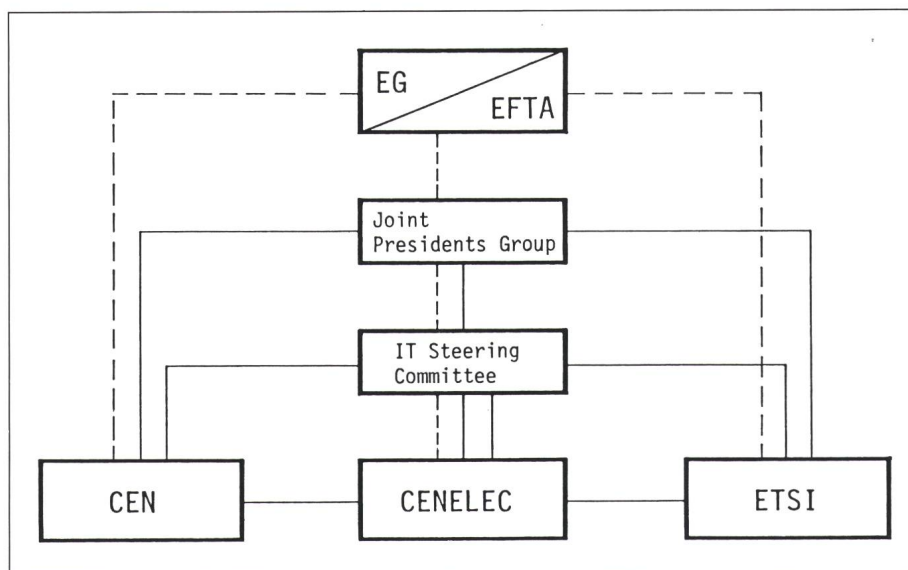 EG
EFTA
Joint
Presidents Group
IT Steering
Committee
CEN
CENELEC
ETSI